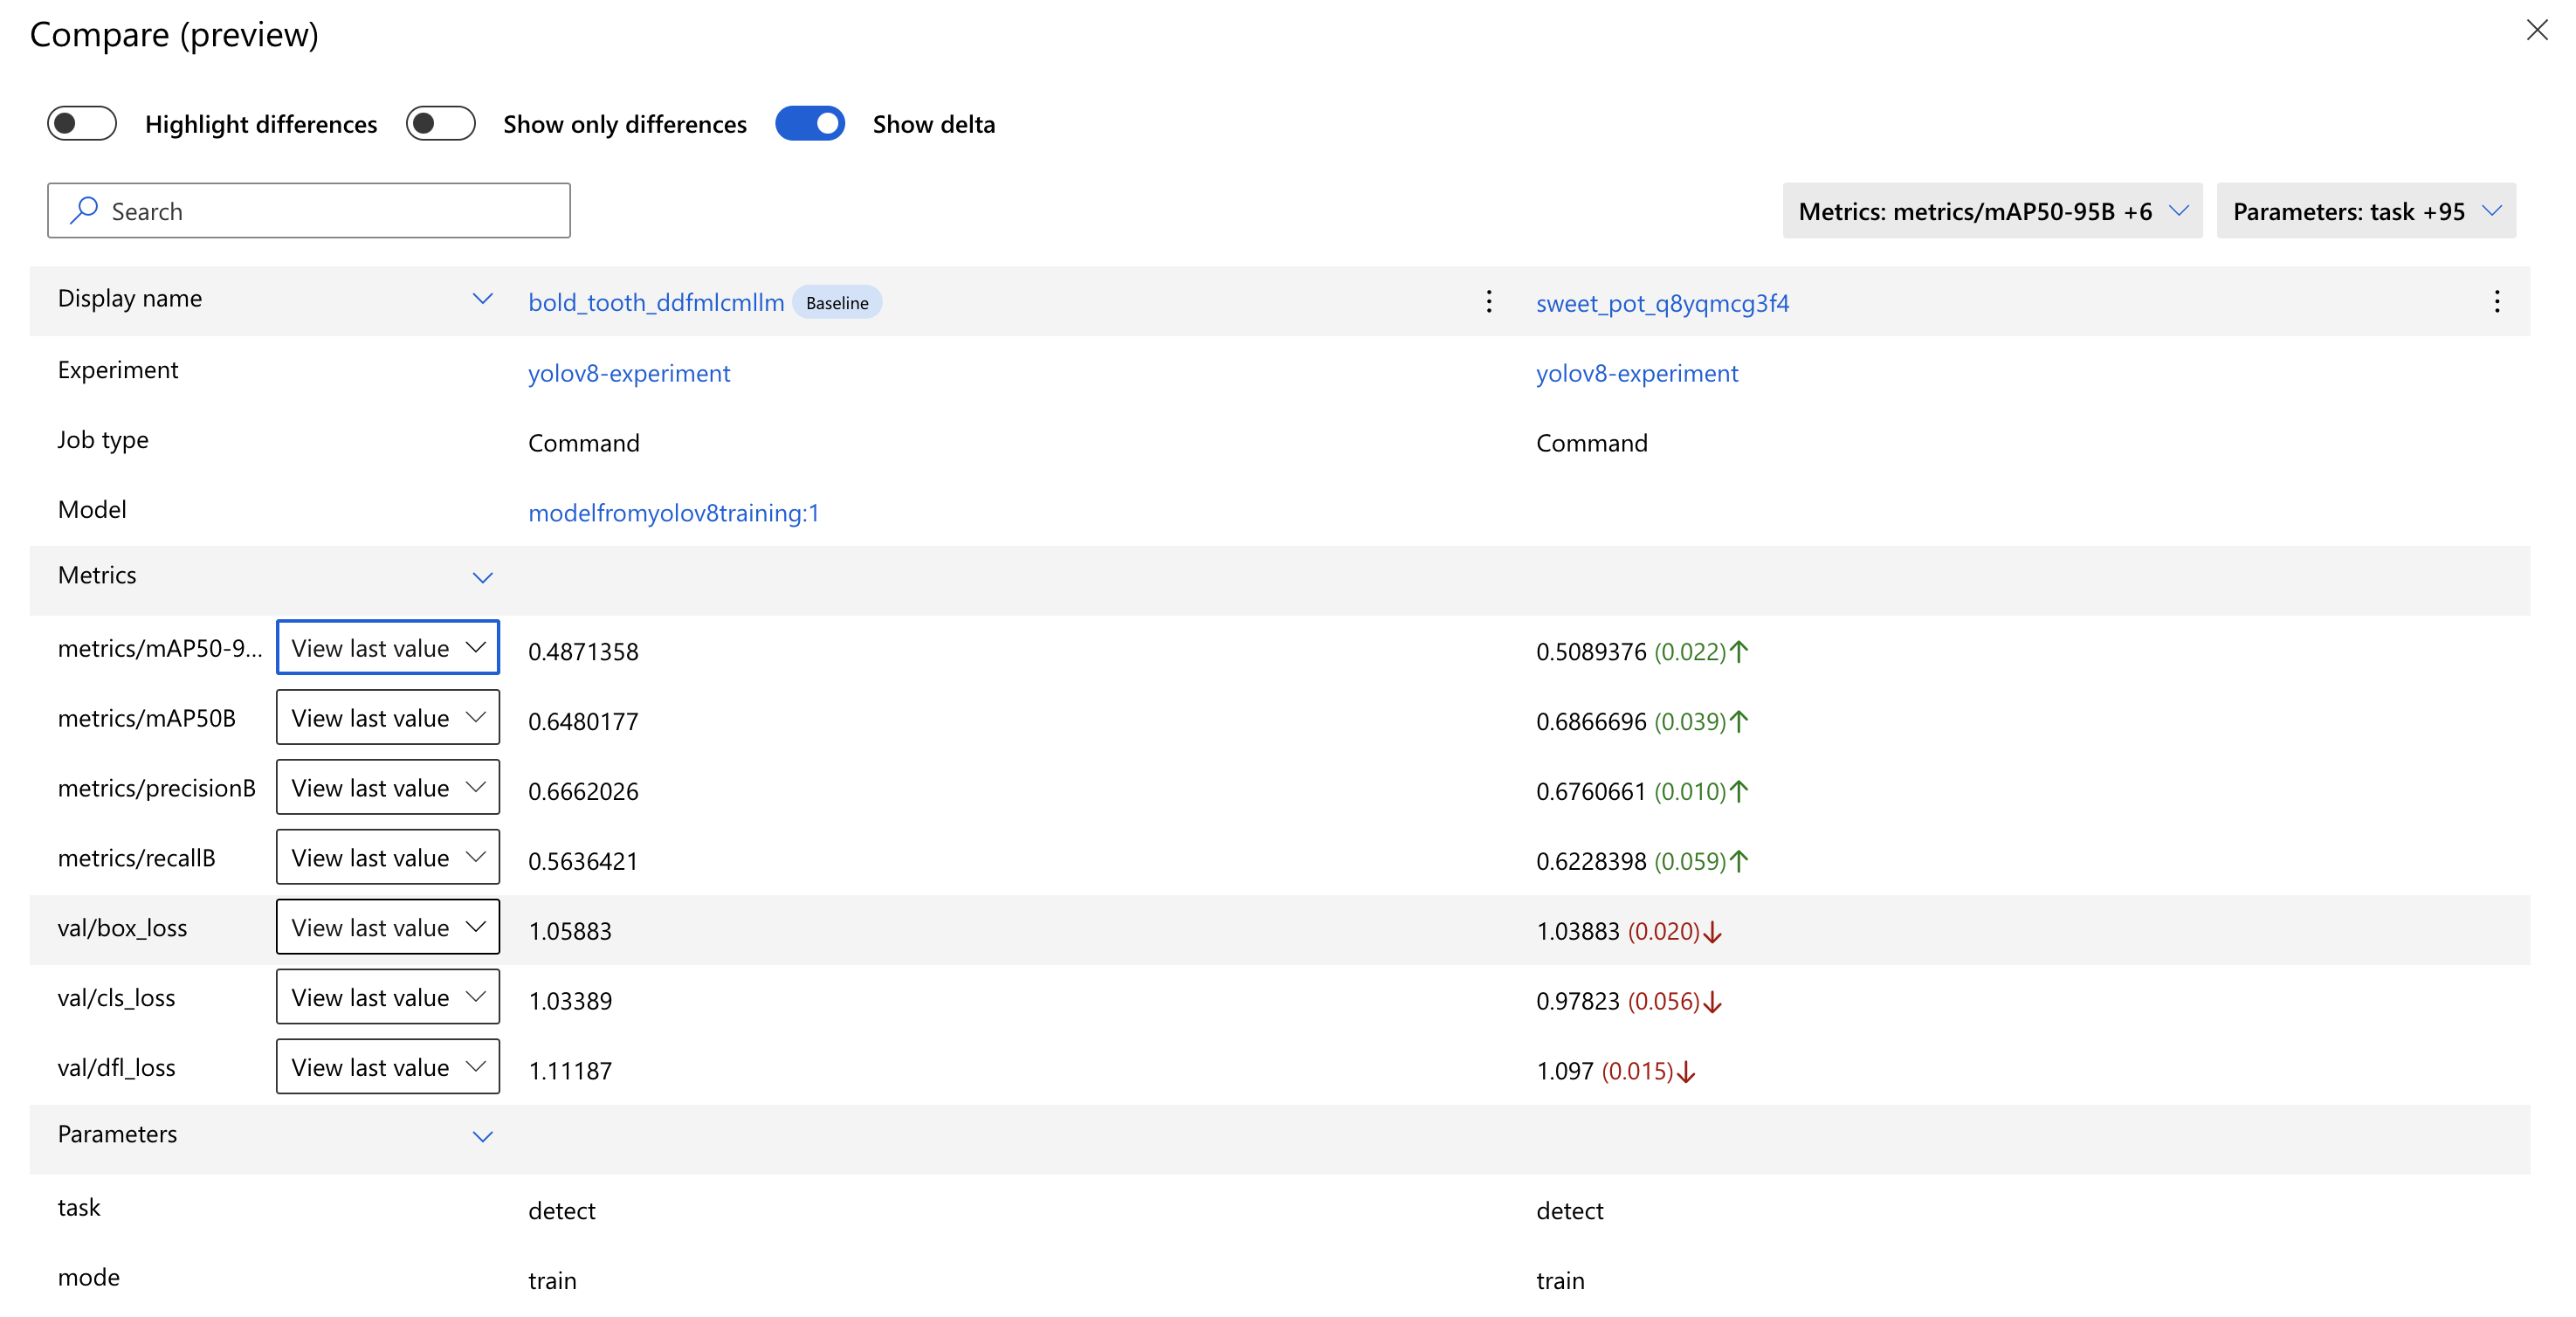 Compare (preview)
Highlight differences Show only differences Show delta
Search Metrics: metrics/mAP50-95B +6 Parameters: task +95
Display name bold_tooth_ddfmlcmllm Baseline sweet_pot_q8yqmcg3f4
Experiment yolov8-experiment yolov8-experiment
Job type Command Command
Model modelfromyolov8training:1
Metrics
metrics/mAP50-9... View last value 0.4871358 0.5089376 (0.022)↑
metrics/mAP50B View last value 0.6480177 0.6866696 (0.039)↑
metrics/precisionB View last value 0.6662026 0.6760661 (0.010)↑
metrics/recallB View last value 0.5636421 0.6228398 (0.059)↑
val/box_loss View last value 1.05883 1.03883 (0.020)↓
val/cls_loss View last value 1.03389 0.97823 (0.056)↓
val/dfl_loss View last value 1.11187 1.097 (0.015)↓
Parameters
task detect detect
mode train train